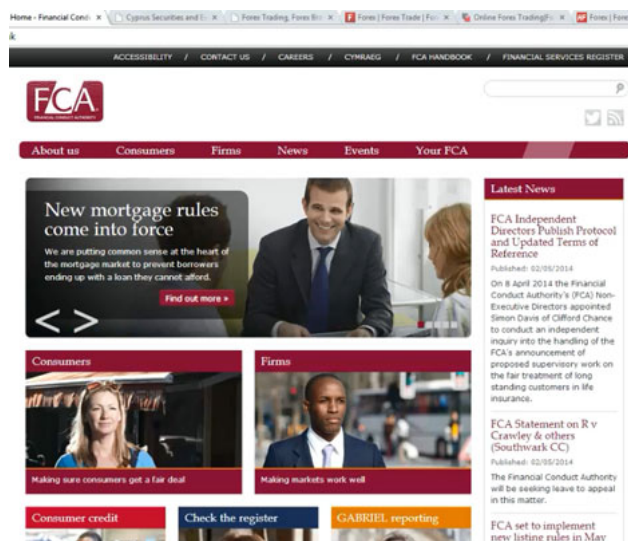 Home - Financial Cond
Cyprus Securities and E
Forex Trading, Forex Bro
Forex | Forex Trade | For
Online Forex Trading|Fo
Forex | Fore
ACCESSIBILITY / CONTACT US / CAREERS / CYMRAEG / FCA HANDBOOK / FINANCIAL SERVICES REGISTER
FCA
FINANCIAL CONDUCT AUTHORITY
About us Consumers Firms News Events Your FCA
New mortgage rules
come into force
We are putting common sense at the heart of
the mortgage market to prevent borrowers
ending up with a loan they cannot afford.
Find out more »
Consumers
Making sure consumers get a fair deal
Firms
Making markets work well
Consumer credit
Check the register
GABRIEL reporting
Latest News
FCA Independent
Directors Publish Protocol
and Updated Terms of
Reference
Published: 02/05/2014
On 8 April 2014 the Financial
Conduct Authority's (FCA) Non-
Executive Directors appointed
Simon Davis of Clifford Chance
to conduct an independent
inquiry into the handling of the
FCA's announcement of
proposed supervisory work on
the fair treatment of long
standing customers in life
insurance.
FCA Statement on R v
Crawley & others
(Southwark CC)
Published: 02/05/2014
The Financial Conduct Authority
will be seeking leave to appeal
in this matter.
FCA set to implement
new listing rules in May